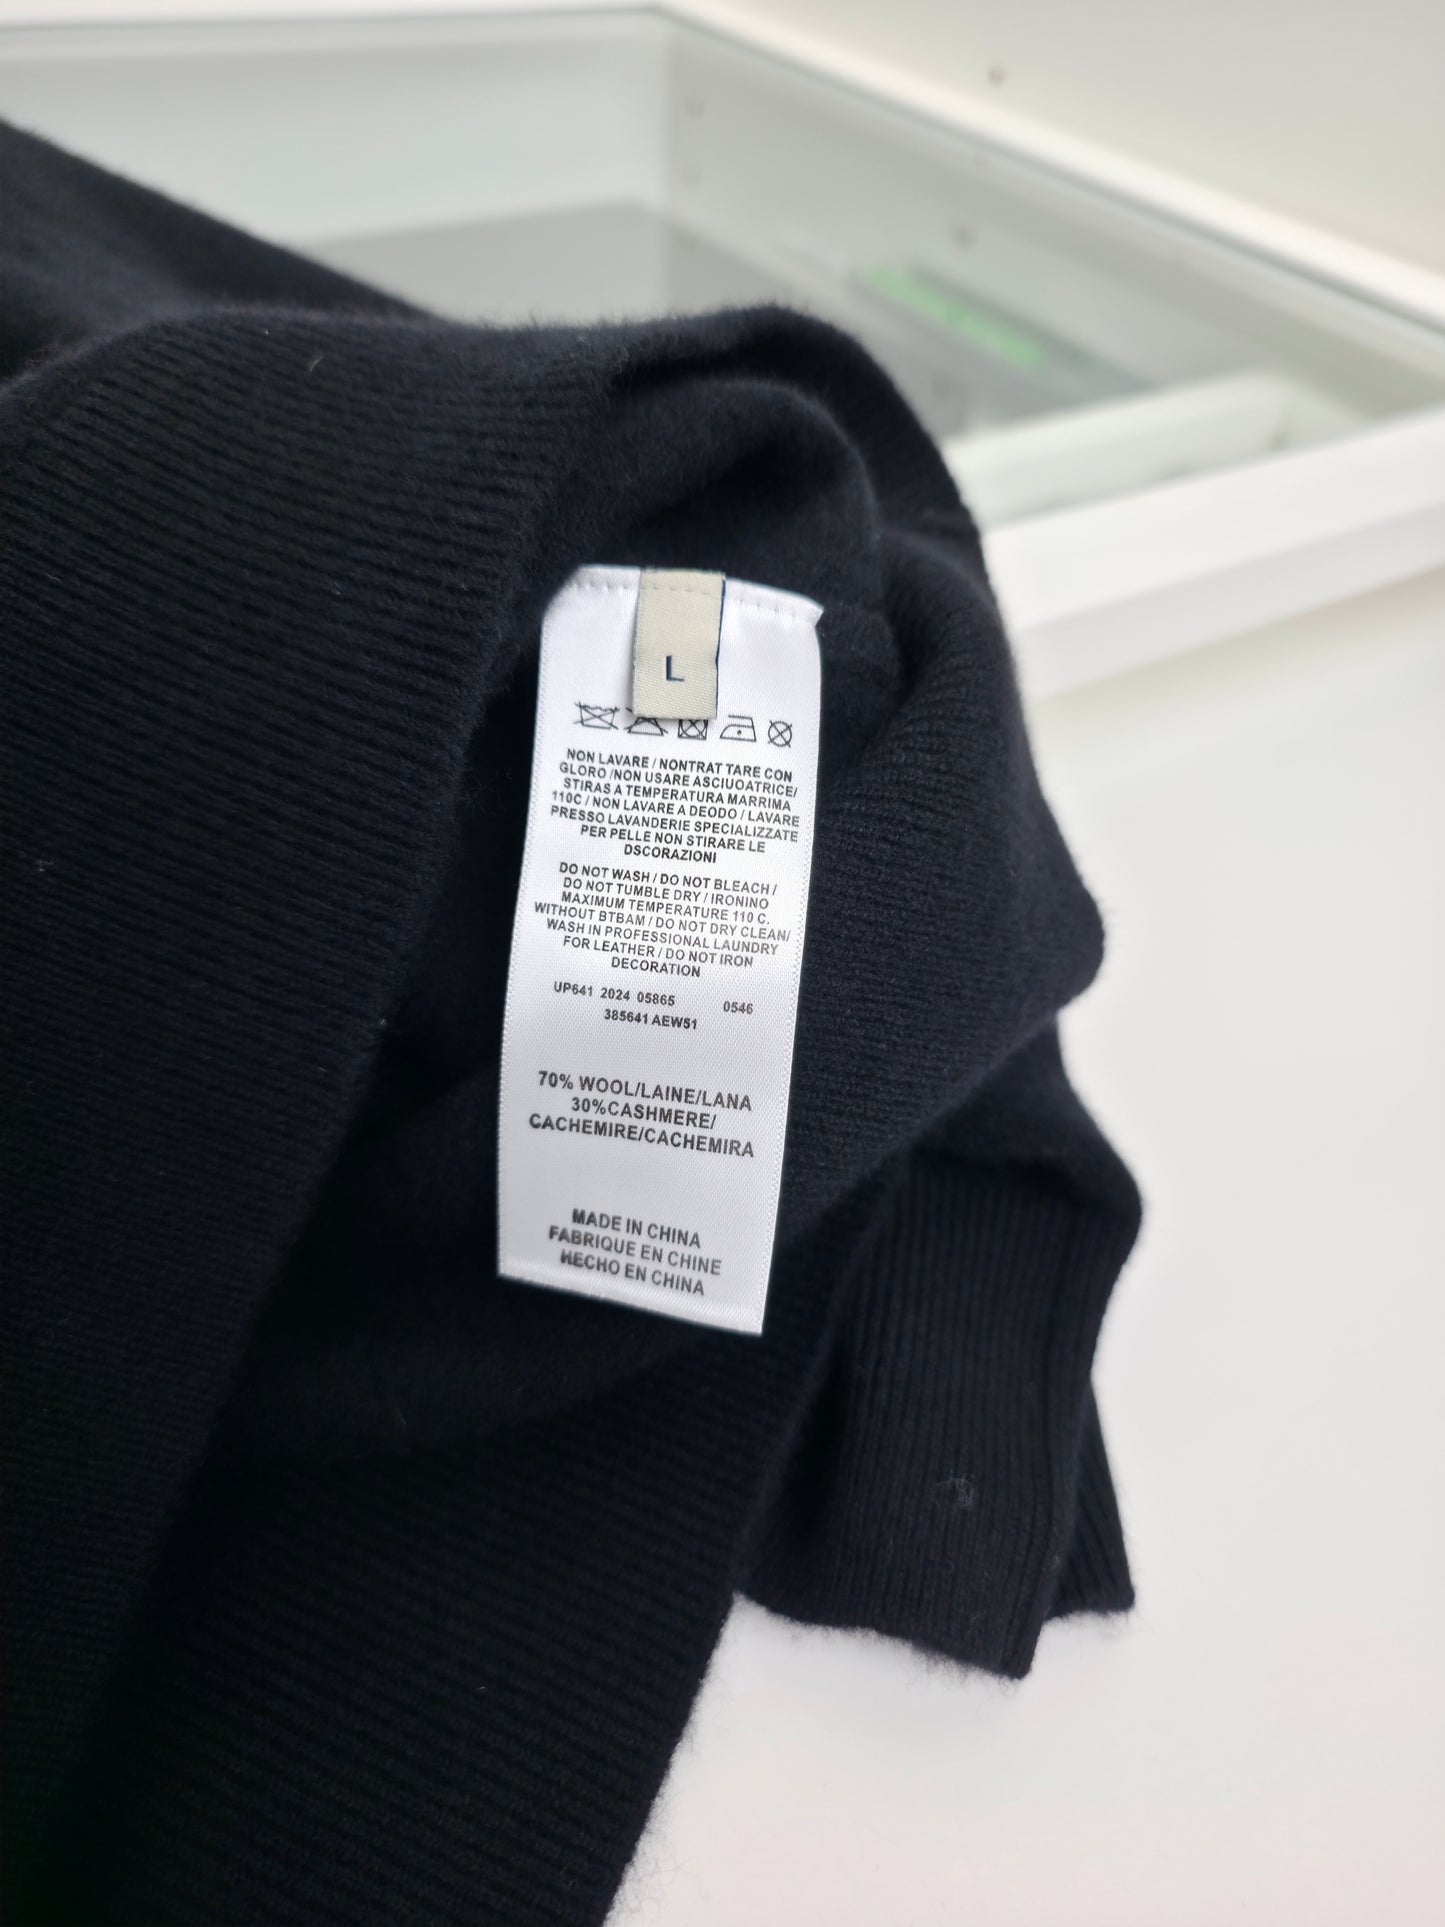 L
NON LAVARE / NONTRAT TARE CON
GLORO /NON USARE ASCIUOATRICE/
STIRAS A TEMPERATURA MARRIMA
110C / NON LAVARE A DEODO / LAVARE
PRESSO LAVANDERIE SPECIALIZZATE
PER PELLE NON STIRARE LE
DSCORAZIONI
DO NOT WASH / DO NOT BLEACH /
DO NOT TUMBLE DRY / IRONINO
MAXIMUM TEMPERATURE 110 C.
WITHOUT BTBAM / DO NOT DRY CLEAN/
WASH IN PROFESSIONAL LAUNDRY
FOR LEATHER / DO NOT IRON
DECORATION
UP641 2024 05865 0546
385641 AEW51
70% WOOL/LAINE/LANA
30%CASHMERE/
CACHEMIRE/CACHEMIRA
MADE IN CHINA
FABRIQUE EN CHINE
HECHO EN CHINA